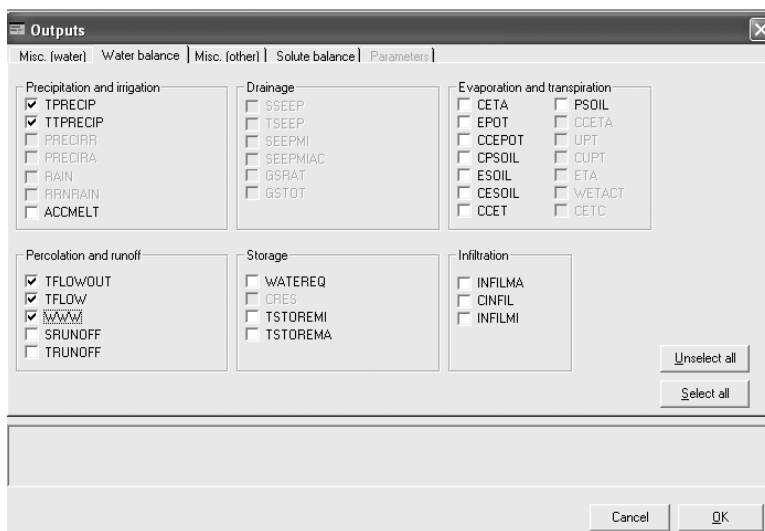 Outputs
Misc. (water) Water balance Misc. (other) Solute balance Parameters
Precipitation and irrigation
TPRECIP
TTPRECIP
PRECIRR
PRECIRA
RAIN
RRNRAIN
ACCMELT
Drainage
SSEEP
TSEEP
SEEPMI
SEEPMIAC
GSRAT
GSTOT
Evaporation and transpiration
CETA
EPOT
CCEPOT
CPSOIL
ESOIL
CESOIL
CCET
PSOIL
CCETA
UPT
CUPT
ETA
WETACT
CETC
Percolation and runoff
TFLOWOUT
TFLOW
WWW
SRUNOFF
TRUNOFF
Storage
WATEREQ
CRES
TSTOREMI
TSTOREMA
Infiltration
INFILMA
CINFIL
INFILMI
Unselect all
Select all
Cancel
OK